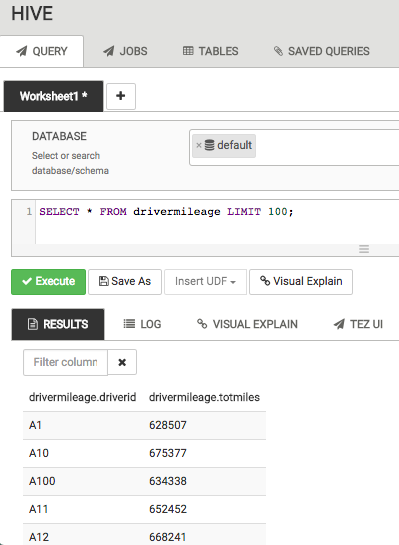 HIVE
QUERY JOBS TABLES SAVED QUERIES
Worksheet1 * +
DATABASE
Select or search
database/schema
× default
1 SELECT * FROM drivermileage LIMIT 100;
Execute Save As Insert UDF Visual Explain
RESULTS LOG VISUAL EXPLAIN TEZ UI
Filter column
drivermileage.driverid drivermileage.totmiles
A1 628507
A10 675377
A100 634338
A11 652452
A12 668241